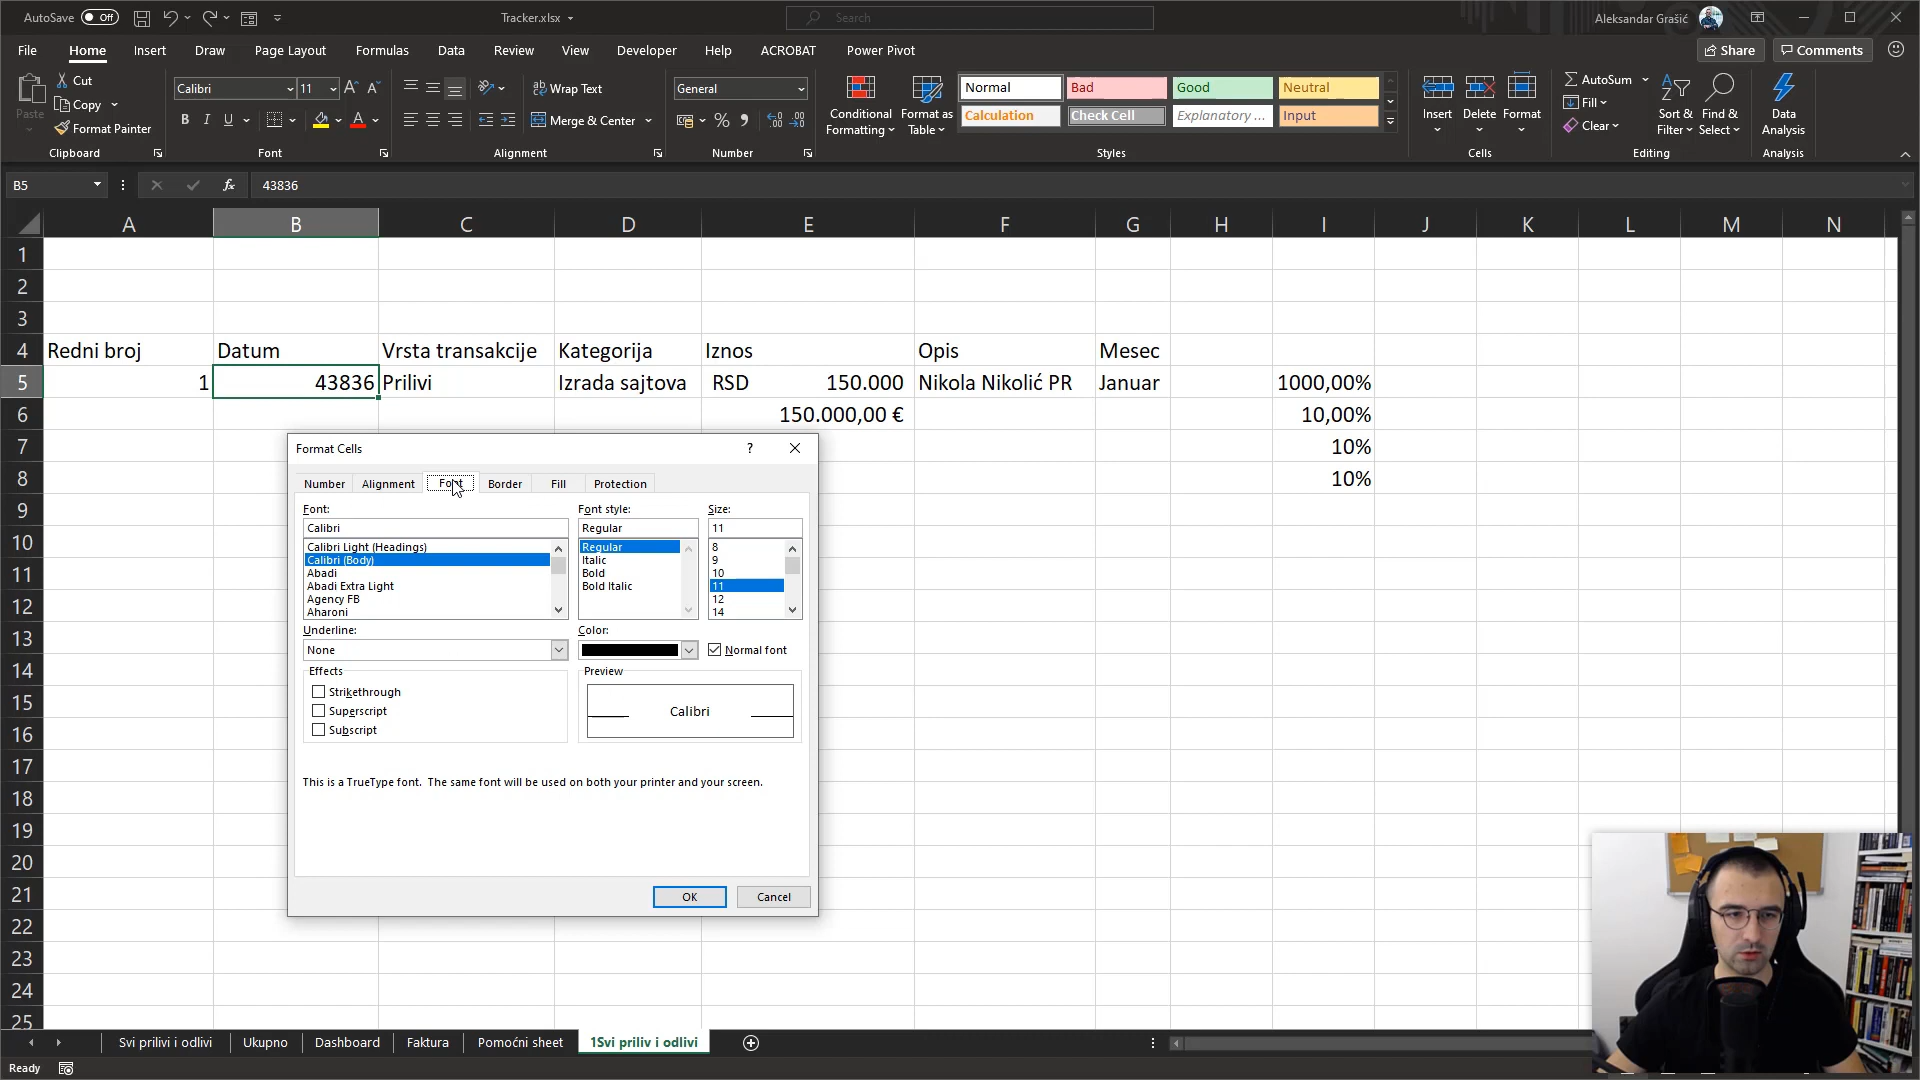 AutoSave Off Tracker.xlsx Search Aleksandar Grašić
File Home Insert Draw Page Layout Formulas Data Review View Developer Help ACROBAT Power Pivot Share Comments
Paste Cut Copy Format Painter Clipboard
Calibri 11 B I U A Font
Wrap Text Merge & Center Alignment
General % Number
Conditional Formatting Format as Table
Normal Bad Good Neutral
Calculation Check Cell Explanatory ... Input
Styles
Insert Delete Format Cells
AutoSum Fill Clear Sort & Filter Find & Select Editing
Data Analysis Analysis
B5 fx 43836
A B C D E F G H I J K L M N
1
2
3
4 Redni broj Datum Vrsta transakcije Kategorija Iznos Opis Mesec
5 1 43836 Prilivi Izrada sajtova RSD 150.000 Nikola Nikolić PR Januar 1000,00%
6 150.000,00 € 10,00%
7 10%
8 10%
9
10
11
12
13
14
15
16
17
18
19
20
21
22
23
24
25
Format Cells ?
Number Alignment Font Border Fill Protection
Font: Font style: Size:
Calibri Regular 11
Calibri Light (Headings) Regular 8
Calibri (Body) Italic 9
Abadi Bold 10
Abadi Extra Light Bold Italic 11
Agency FB 12
Aharoni 14
Underline: Color:
None Normal font
Effects Preview
Strikethrough
Superscript Calibri
Subscript
This is a TrueType font. The same font will be used on both your printer and your screen.
OK Cancel
Svi prilivi i odlivi Ukupno Dashboard Faktura Pomoćni sheet 1Svi priliv i odlivi
Ready